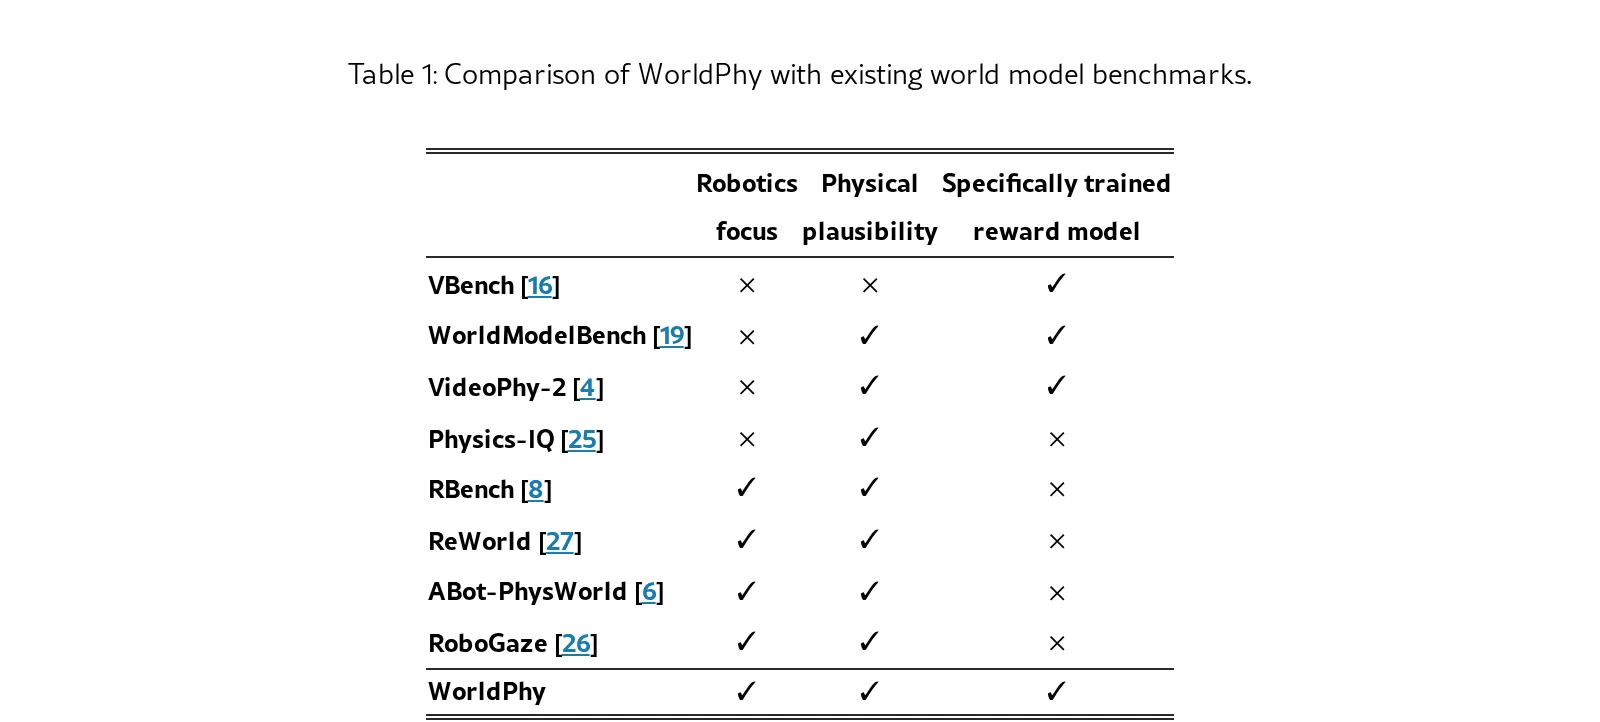 Table 1: Comparison of WorldPhy with existing world model benchmarks.
Robotics Physical Specifically trained
focus plausibility reward model
VBench [16] × × ✓
WorldModelBench [19] × ✓ ✓
VideoPhy-2 [4] × ✓ ✓
Physics-IQ [25] × ✓ ×
RBench [8] ✓ ✓ ×
ReWorld [27] ✓ ✓ ×
ABot-PhysWorld [6] ✓ ✓ ×
RoboGaze [26] ✓ ✓ ×
WorldPhy ✓ ✓ ✓